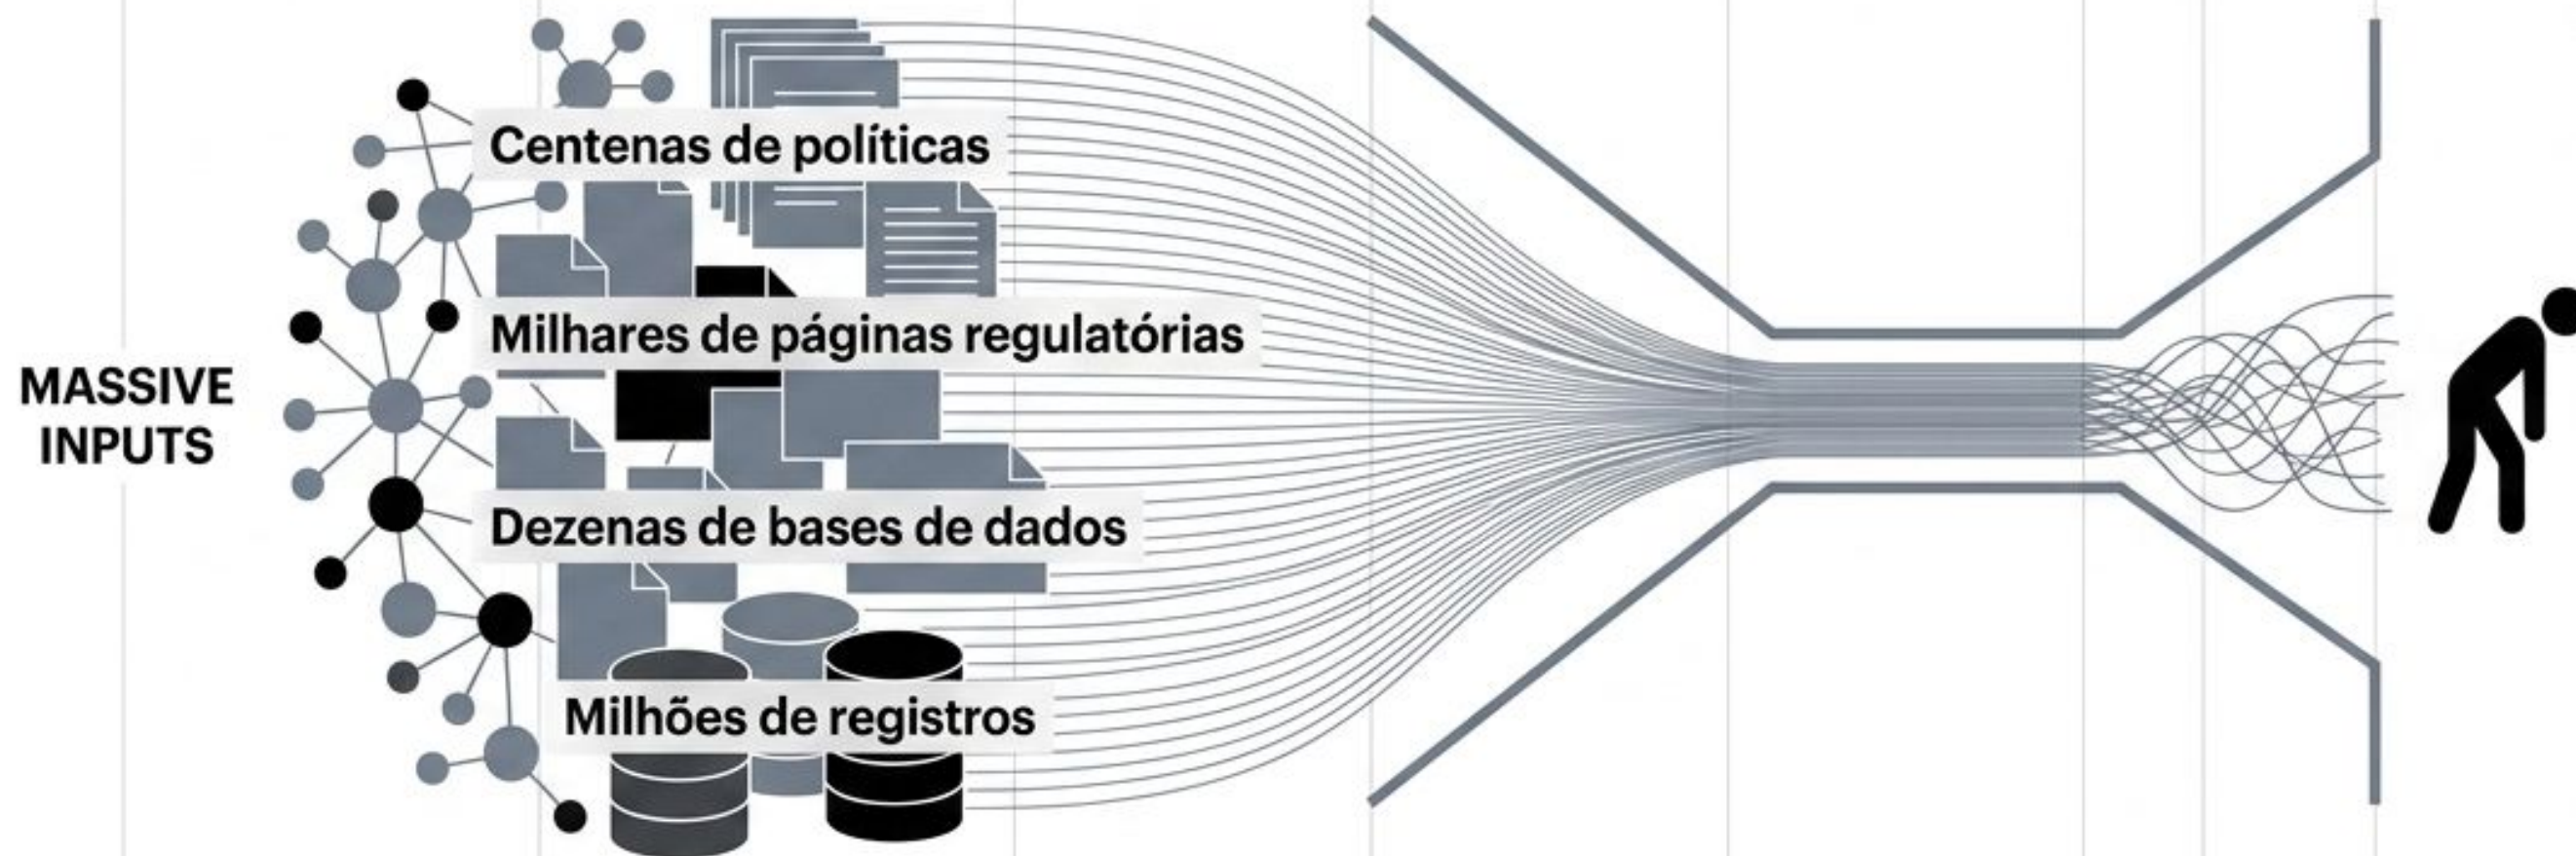 MASSIVE
INPUTS
Centenas de políticas
Milhares de páginas regulatórias
Dezenas de bases de dados
Milhões de registros